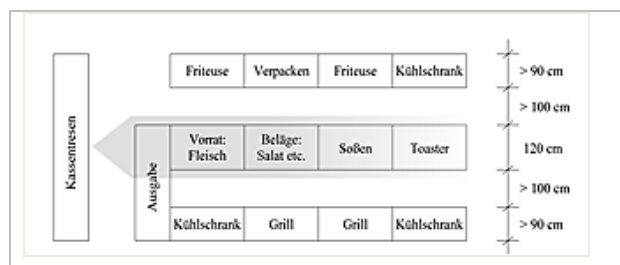 Kassentresen
Friteuse
Verpacken
Friteuse
Kühlschrank
> 90 cm
> 100 cm
Ausgabe
Vorrat:
Fleisch
Beläge:
Salat etc.
Soßen
Toaster
120 cm
> 100 cm
Kühlschrank
Grill
Grill
Kühlschrank
> 90 cm